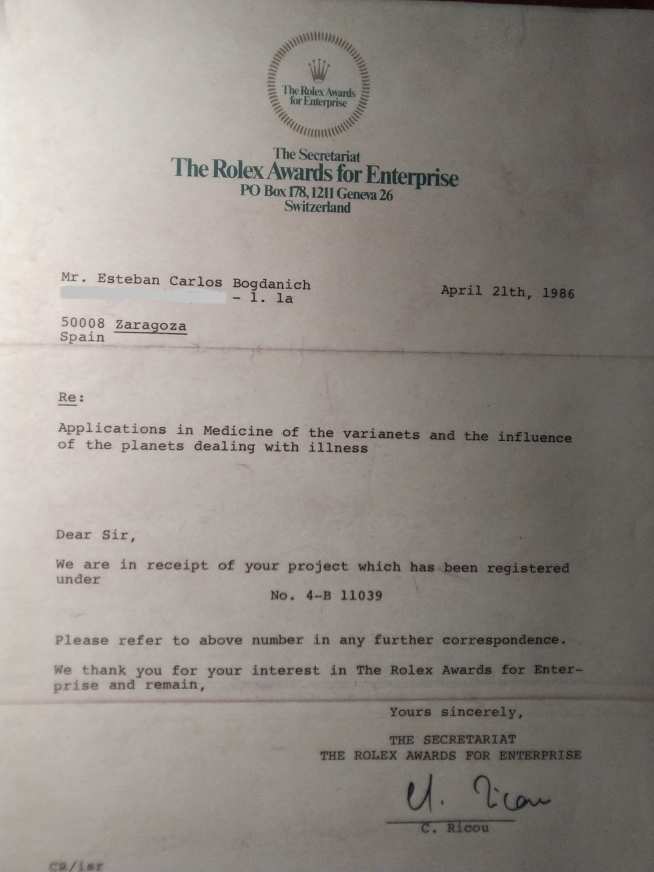 The Rolex Awards
for Enterprise
The Secretariat
The Rolex Awards for Enterprise
PO Box 178, 1211 Geneva 26
Switzerland
Mr. Esteban Carlos Bogdanich
April 21th, 1986
- 1. 1a
50008 Zaragoza
Spain
Re:
Applications in Medicine of the varianets and the influence
of the planets dealing with illness
Dear Sir,
We are in receipt of your project which has been registered
under
No. 4-B 11039
Please refer to above number in any further correspondence.
We thank you for your interest in The Rolex Awards for Enter-
prise and remain,
Yours sincerely,
THE SECRETARIAT
THE ROLEX AWARDS FOR ENTERPRISE
C. Ricou
CR/isr